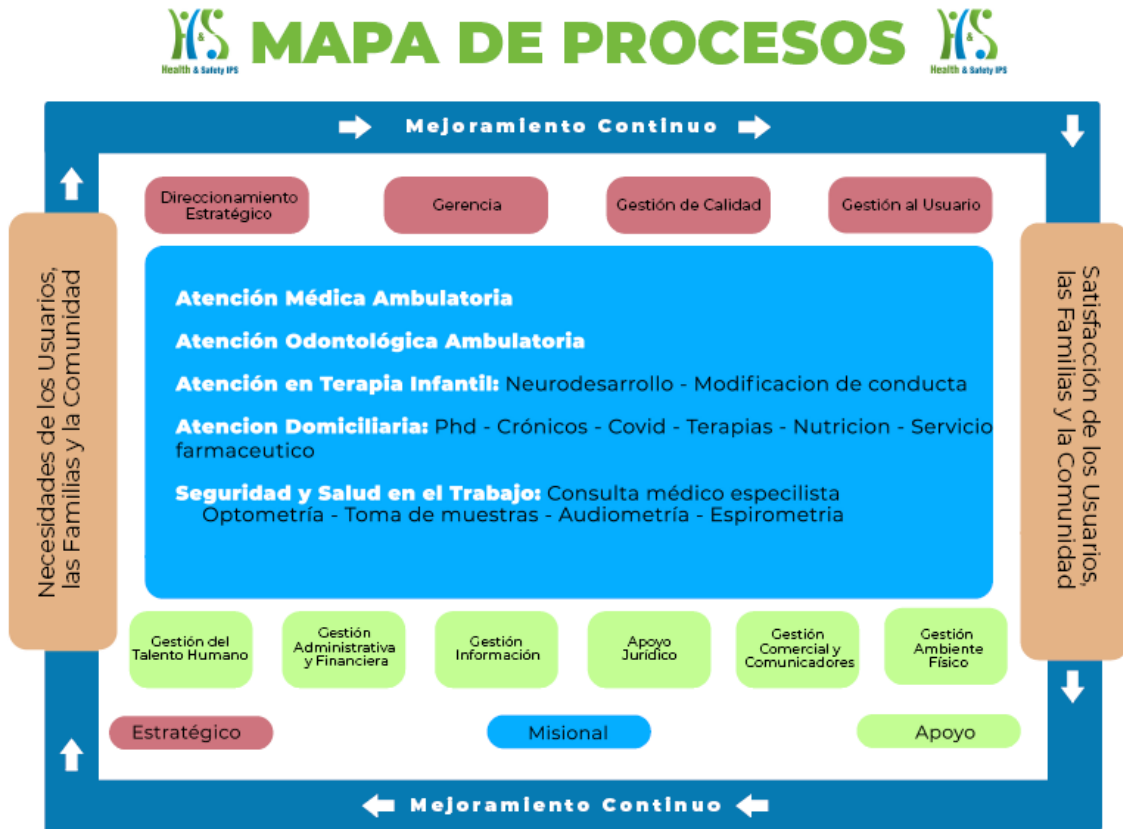 H&S
Health & Safety IPS
MAPA DE PROCESOS
H&S
Health & Safety IPS
Mejoramiento Continuo
Direccionamiento
Estratégico
Gerencia
Gestión de Calidad
Gestión al Usuario
Necesidades de los Usuarios,
las Familias y la Comunidad
Atención Médica Ambulatoria
Atención Odontológica Ambulatoria
Atención en Terapia Infantil: Neurodesarrollo - Modificacion de conducta
Atencion Domiciliaria: Phd - Crónicos - Covid - Terapias - Nutricion - Servicio
farmaceutico
Seguridad y Salud en el Trabajo: Consulta médico especilista
Optometría - Toma de muestras - Audiometría - Espirometria
Satisfacción de los Usuarios,
las Familias y la Comunidad
Gestión del
Talento Humano
Gestión
Administrativa
y Financiera
Gestión
Información
Apoyo
Jurídico
Gestión
Comercial y
Comunicadores
Gestión
Ambiente
Físico
Estratégico
Misional
Apoyo
Mejoramiento Continuo